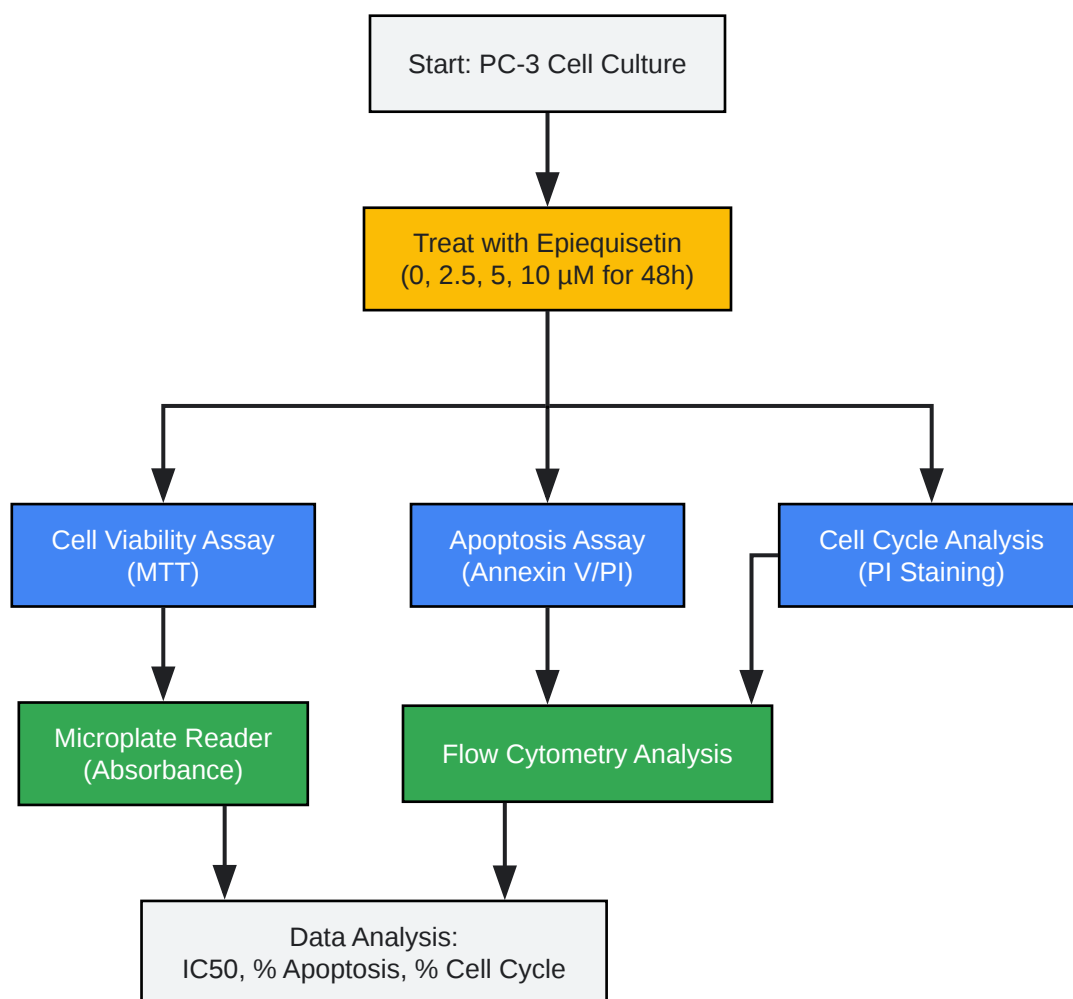 Start: PC-3 Cell Culture
Treat with Epiequisetin
(0, 2.5, 5, 10 µM for 48h)
Cell Viability Assay
(MTT)
Apoptosis Assay
(Annexin V/PI)
Cell Cycle Analysis
(PI Staining)
Microplate Reader
(Absorbance)
Flow Cytometry Analysis
Data Analysis:
IC50, % Apoptosis, % Cell Cycle